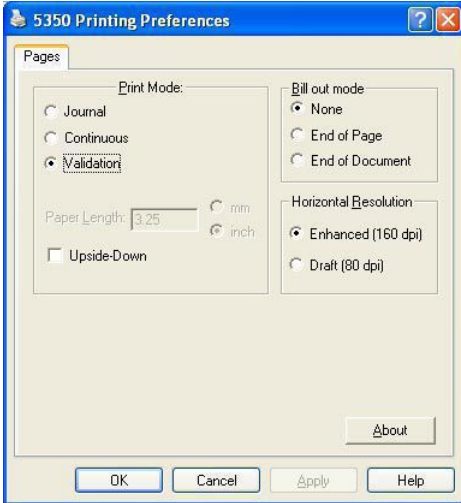 5350 Printing Preferences
Pages
Print Mode:
Journal
Continuous
Validation
Paper Length: 3.25
mm
inch
Upside-Down
Bill out mode
None
End of Page
End of Document
Horizontal Resolution
Enhanced (160 dpi)
Draft (80 dpi)
About
OK Cancel Apply Help